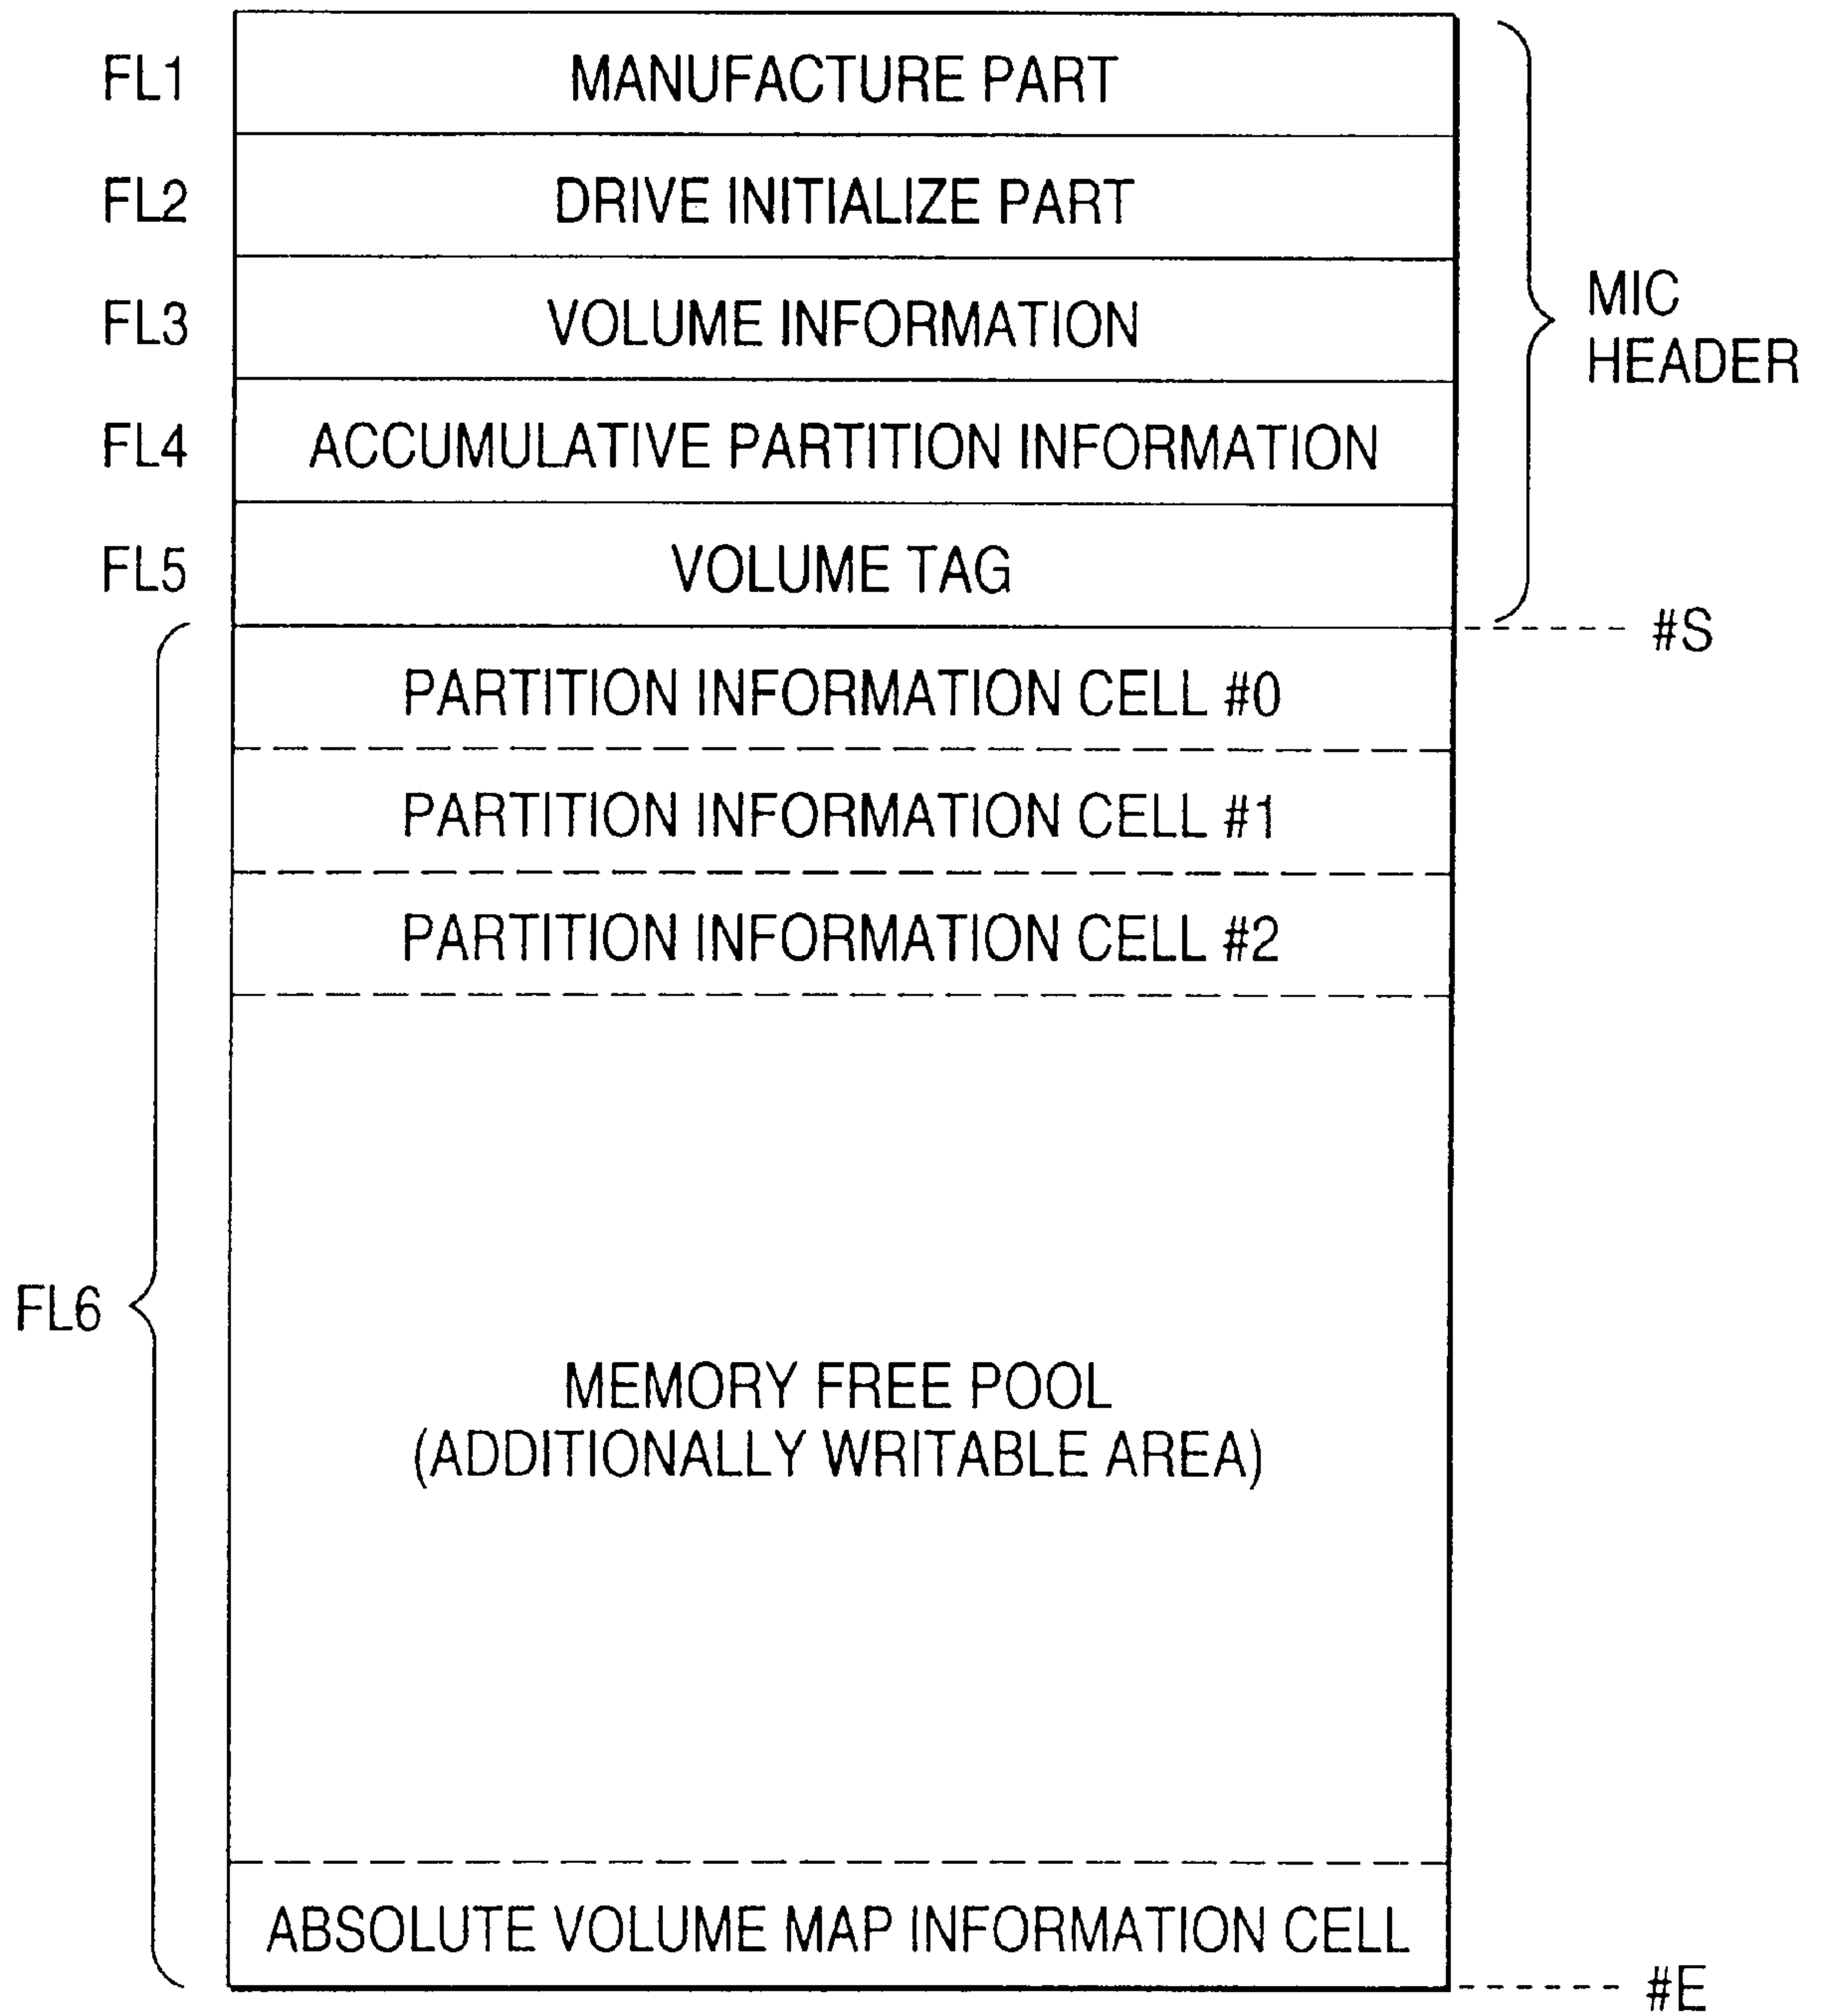 FL1 MANUFACTURE PART
FL2 DRIVE INITIALIZE PART
FL3 VOLUME INFORMATION
MIC
HEADER
FL4 ACCUMULATIVE PARTITION INFORMATION
FL5 VOLUME TAG
#S
PARTITION INFORMATION CELL #0
PARTITION INFORMATION CELL #1
PARTITION INFORMATION CELL #2
FL6
MEMORY FREE POOL
(ADDITIONALLY WRITABLE AREA)
ABSOLUTE VOLUME MAP INFORMATION CELL
#E